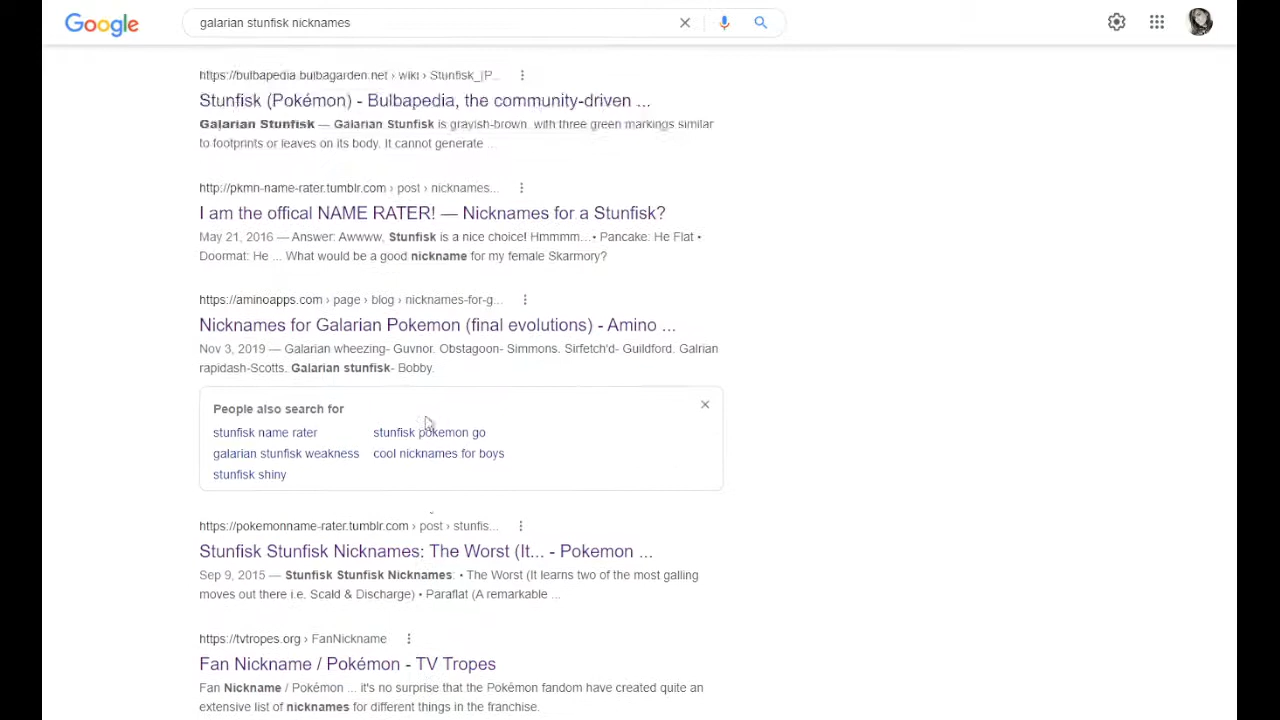 Google
galarian stunfisk nicknames
https://bulbapedia.bulbagarden.net › wiki › Stunfisk_(P...
Stunfisk (Pokémon) - Bulbapedia, the community-driven ...
Galarian Stunfisk — Galarian Stunfisk is grayish-brown, with three green markings similar
to footprints or leaves on its body. It cannot generate ...
http://pkmn-name-rater.tumblr.com › post › nicknames...
I am the offical NAME RATER! — Nicknames for a Stunfisk?
May 21, 2016 — Answer: Awwww, Stunfisk is a nice choice! Hmmmm...• Pancake: He Flat •
Doormat: He ... What would be a good nickname for my female Skarmory?
https://aminoapps.com › page › blog › nicknames-for-g...
Nicknames for Galarian Pokemon (final evolutions) - Amino ...
Nov 3, 2019 — Galarian wheezing- Guvnor. Obstagoon- Simmons. Sirfetch'd- Guildford. Galrian
rapidash-Scotts. Galarian stunfisk- Bobby.
People also search for
stunfisk name rater stunfisk pokemon go
galarian stunfisk weakness cool nicknames for boys
stunfisk shiny
https://pokemonname-rater.tumblr.com › post › stunfis...
Stunfisk Stunfisk Nicknames: The Worst (It... - Pokemon ...
Sep 9, 2015 — Stunfisk Stunfisk Nicknames: • The Worst (It learns two of the most galling
moves out there i.e. Scald & Discharge) • Paraflat (A remarkable ...
https://tvtropes.org › FanNickname
Fan Nickname / Pokémon - TV Tropes
Fan Nickname / Pokémon ... it's no surprise that the Pokémon fandom have created quite an
extensive list of nicknames for different things in the franchise.